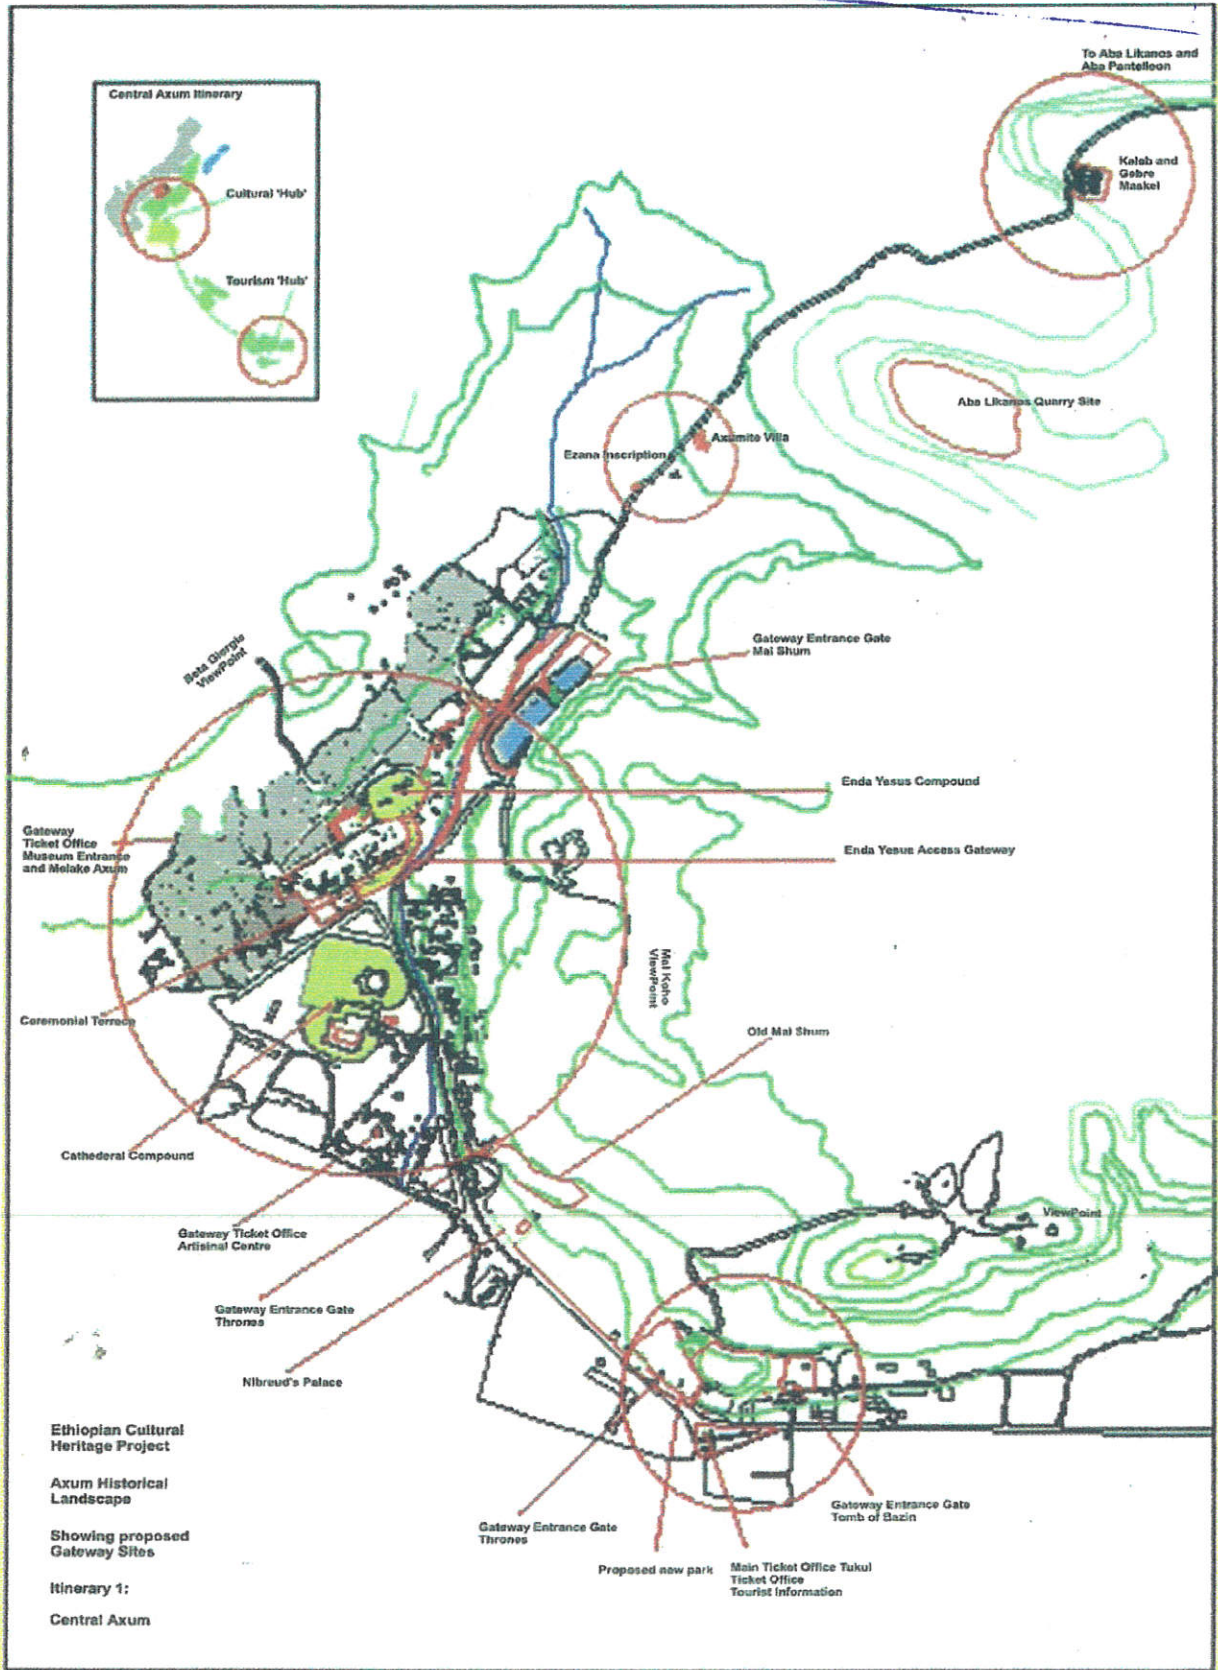 To Aba Likanos and
Aba Pantelleon
Central Axum Itinerary
Cultural 'Hub'
Tourism 'Hub'
Kaleb and
Gebre
Maskel
Aba Likanos Quarry Site
Axumite Villa
Ezana Inscription
Gateway Entrance Gate
Mai Shum
Beta Giorgis
ViewPoint
Enda Yesus Compound
Gateway
Ticket Office
Museum Entrance
and Melake Axum
Enda Yesus Access Gateway
Mai Koho
ViewPoint
Ceremonial Terrace
Old Mai Shum
Cathederal Compound
ViewPoint
Gateway Ticket Office
Artisinal Centre
Gateway Entrance Gate
Thrones
Nibreud's Palace
Ethiopian Cultural
Heritage Project
Axum Historical
Landscape
Showing proposed
Gateway Sites
Itinerary 1:
Central Axum
Gateway Entrance Gate
Thrones
Proposed new park
Main Ticket Office Tukul
Ticket Office
Tourist Information
Gateway Entrance Gate
Tomb of Bazin